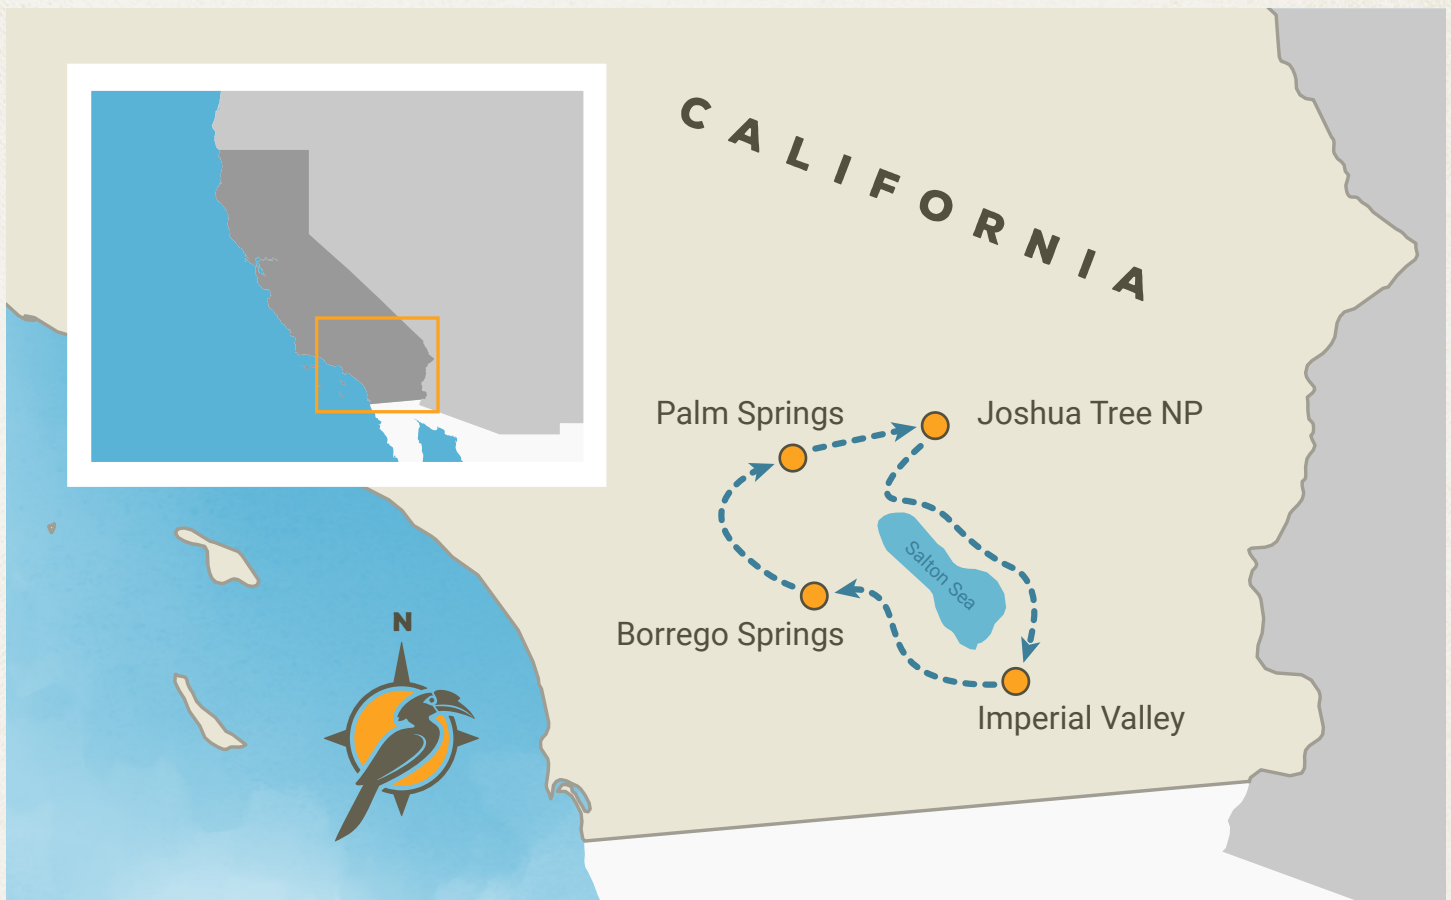 CALIFORNIA
Palm Springs
Joshua Tree NP
Salton Sea
Borrego Springs
Imperial Valley
N